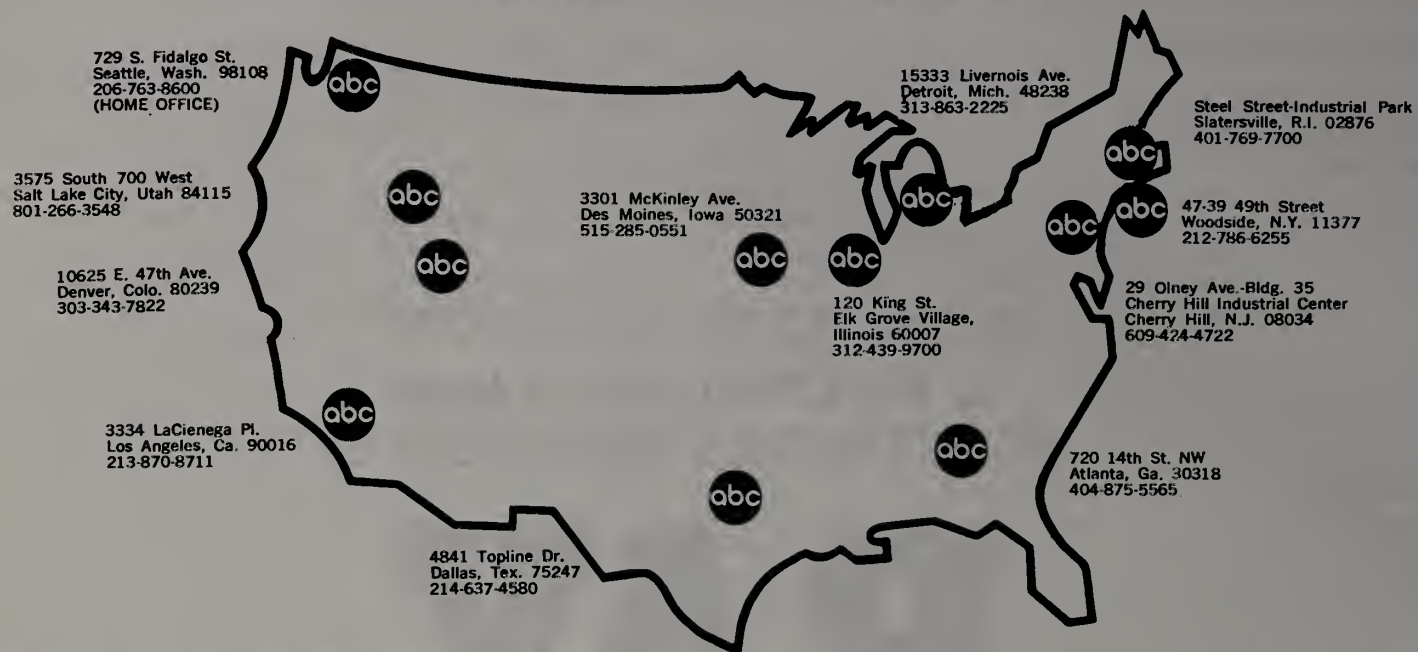 729 S. Fidalgo St.
Seattle, Wash. 98108
206-763-8600
(HOME OFFICE)
abc
3575 South 700 West
Salt Lake City, Utah 84115
801-266-3548
abc
10625 E. 47th Ave.
Denver, Colo. 80239
303-343-7822
abc
3334 LaCienega Pl.
Los Angeles, Ca. 90016
213-870-8711
abc
4841 Topline Dr.
Dallas, Tex. 75247
214-637-4580
abc
3301 McKinley Ave.
Des Moines, Iowa 50321
515-285-0551
abc
120 King St.
Elk Grove Village,
Illinois 60007
312-439-9700
abc
15333 Livernois Ave.
Detroit, Mich. 48238
313-863-2225
abc
Steel Street-Industrial Park
Slatersville, R.I. 02876
401-769-7700
abc
47-39 49th Street
Woodside, N.Y. 11377
212-786-6255
abc
29 Olney Ave.-Bldg. 35
Cherry Hill Industrial Center
Cherry Hill, N.J. 08034
609-424-4722
abc
720 14th St. NW
Atlanta, Ga. 30318
404-875-5565
abc